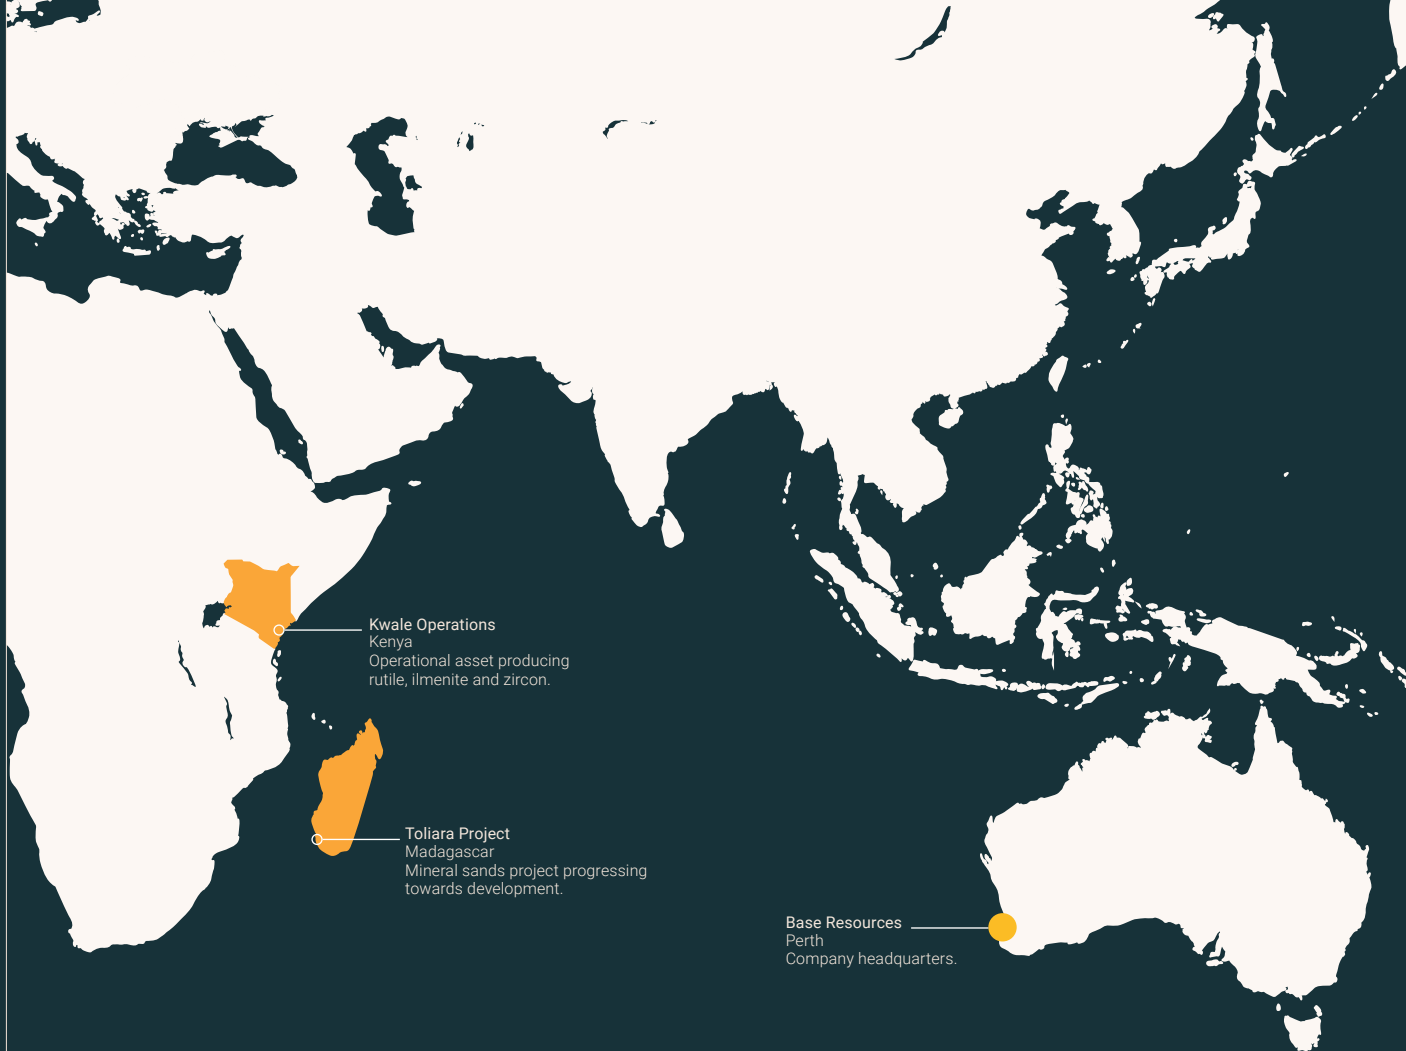 Kwale Operations
Kenya
Operational asset producing
rutile, ilmenite and zircon.
Toliara Project
Madagascar
Mineral sands project progressing
towards development.
Base Resources
Perth
Company headquarters.